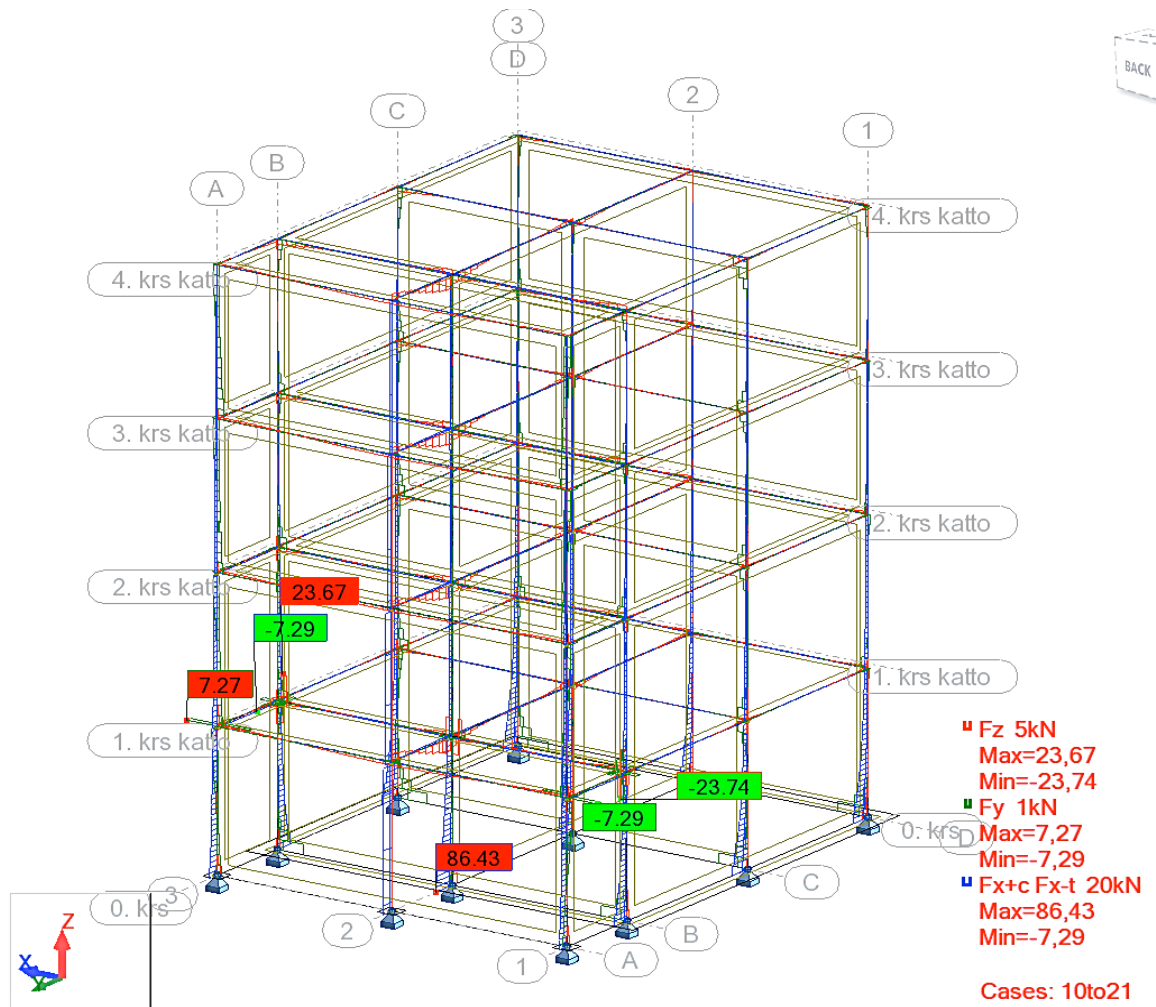 3
D
BACK
2
C
1
B
A
4. krs katto
4. krs katto
3. krs katto
3. krs katto
2. krs katto
2. krs katto
23.67
-7.29
7.27
1. krs katto
1. krs katto
Fz 5kN
Max=23,67
Min=-23,74
Fy 1kN
Max=7,27
Min=-7,29
Fx+c Fx-t 20kN
Max=86,43
Min=-7,29
Cases: 10to21
-23.74
-7.29
0. krs
D
86.43
C
3
0. krs
2
B
A
1
Z
X
Y